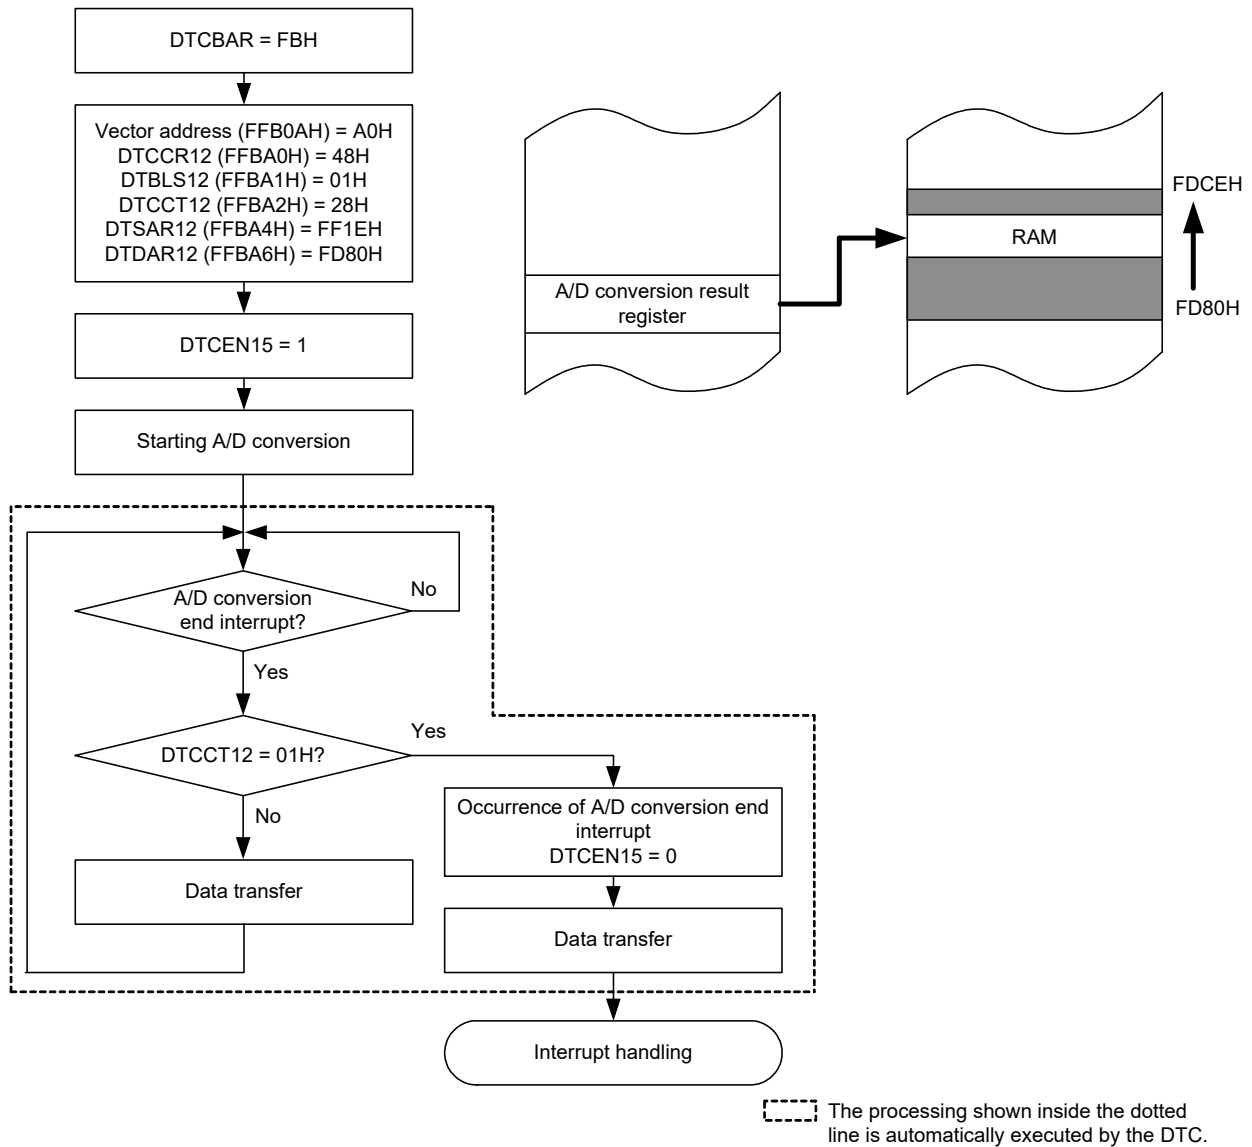 DTCBAR = FBH
Vector address (FFB0AH) = A0H
DTCCR12 (FFBA0H) = 48H
DTBLS12 (FFBA1H) = 01H
DTCCT12 (FFBA2H) = 28H
DTSAR12 (FFBA4H) = FF1EH
DTDAR12 (FFBA6H) = FD80H
DTCEN15 = 1
Starting A/D conversion
A/D conversion result
register
FDCEH
RAM
FD80H
A/D conversion
end interrupt?
No
Yes
DTCCT12 = 01H?
Yes
No
Data transfer
Occurrence of A/D conversion end
interrupt
DTCEN15 = 0
Data transfer
Interrupt handling
The processing shown inside the dotted
line is automatically executed by the DTC.